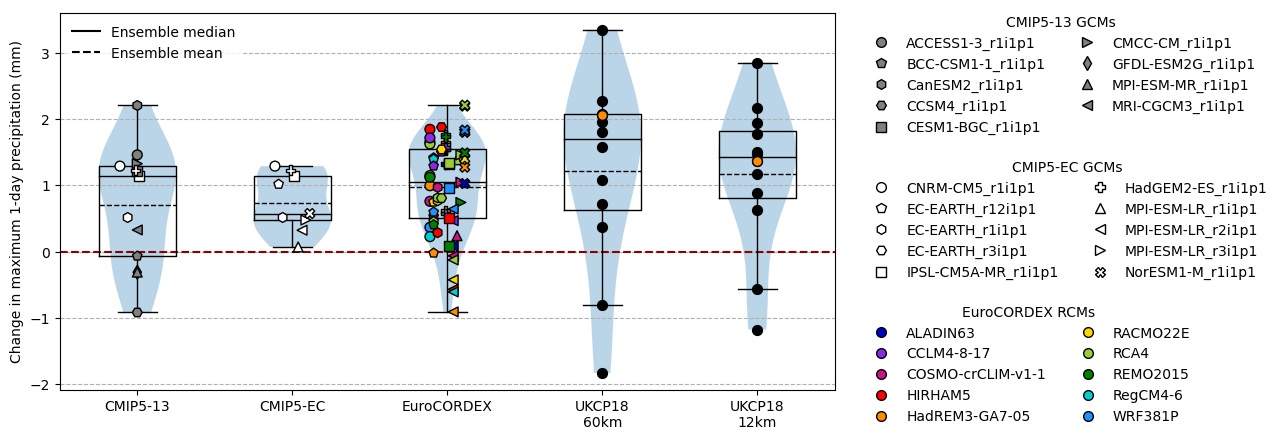 Change in maximum 1-day precipitation (mm)
3
2
1
0
−1
−2
Ensemble median
Ensemble mean
CMIP5-13
CMIP5-EC
EuroCORDEX
UKCP18
60km
UKCP18
12km
CMIP5-13 GCMs
ACCESS1-3_r1i1p1
BCC-CSM1-1_r1i1p1
CanESM2_r1i1p1
CCSM4_r1i1p1
CESM1-BGC_r1i1p1
CMCC-CM_r1i1p1
GFDL-ESM2G_r1i1p1
MPI-ESM-MR_r1i1p1
MRI-CGCM3_r1i1p1
CMIP5-EC GCMs
CNRM-CM5_r1i1p1
EC-EARTH_r12i1p1
EC-EARTH_r1i1p1
EC-EARTH_r3i1p1
IPSL-CM5A-MR_r1i1p1
HadGEM2-ES_r1i1p1
MPI-ESM-LR_r1i1p1
MPI-ESM-LR_r2i1p1
MPI-ESM-LR_r3i1p1
NorESM1-M_r1i1p1
EuroCORDEX RCMs
ALADIN63
CCLM4-8-17
COSMO-crCLIM-v1-1
HIRHAM5
HadREM3-GA7-05
RACMO22E
RCA4
REMO2015
RegCM4-6
WRF381P